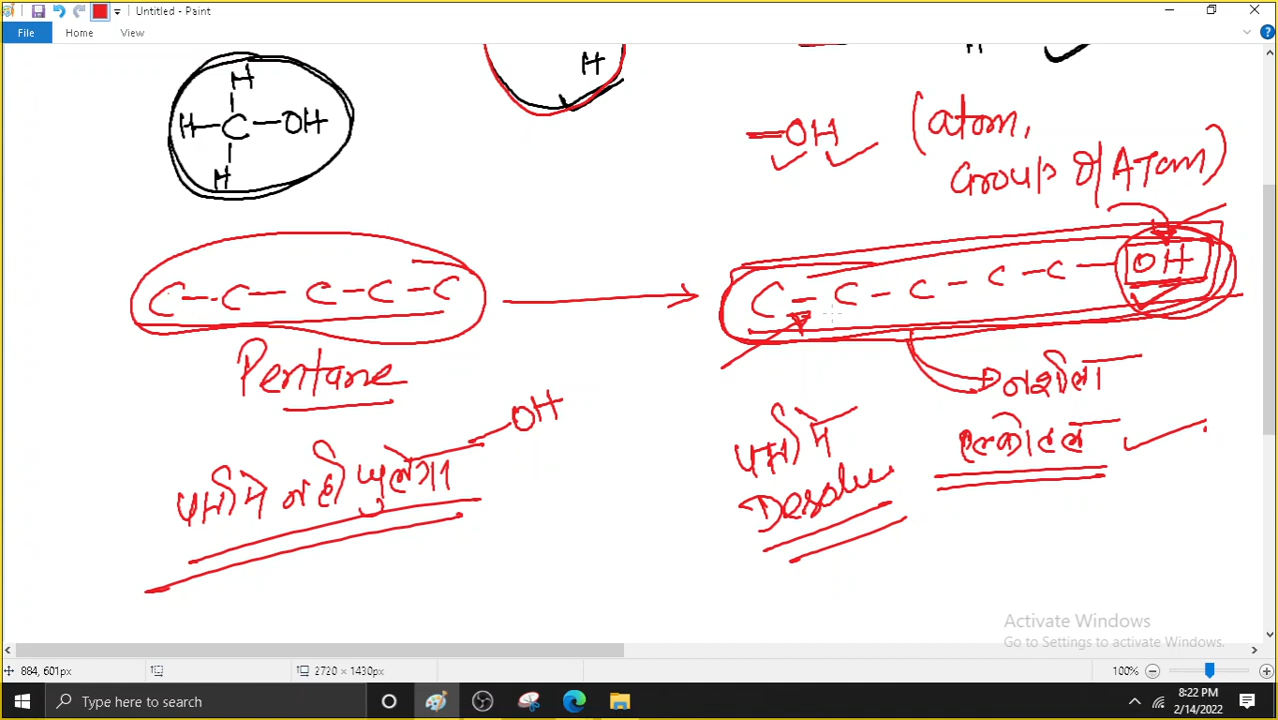 Untitled - Paint
File Home View
H
H
H-C-OH
H
H
=OH
(atom,
Group of ATom)
C-C-C-C-C
C-C-C-C-C-OH
Pentane
नशीला
OH
पानी में नही घुलेगा
पानी में
Desolve
एल्कोहल
Activate Windows
Go to Settings to activate Windows.
884, 601px
2720 × 1430px
100%
Type here to search
8:22 PM
2/14/2022